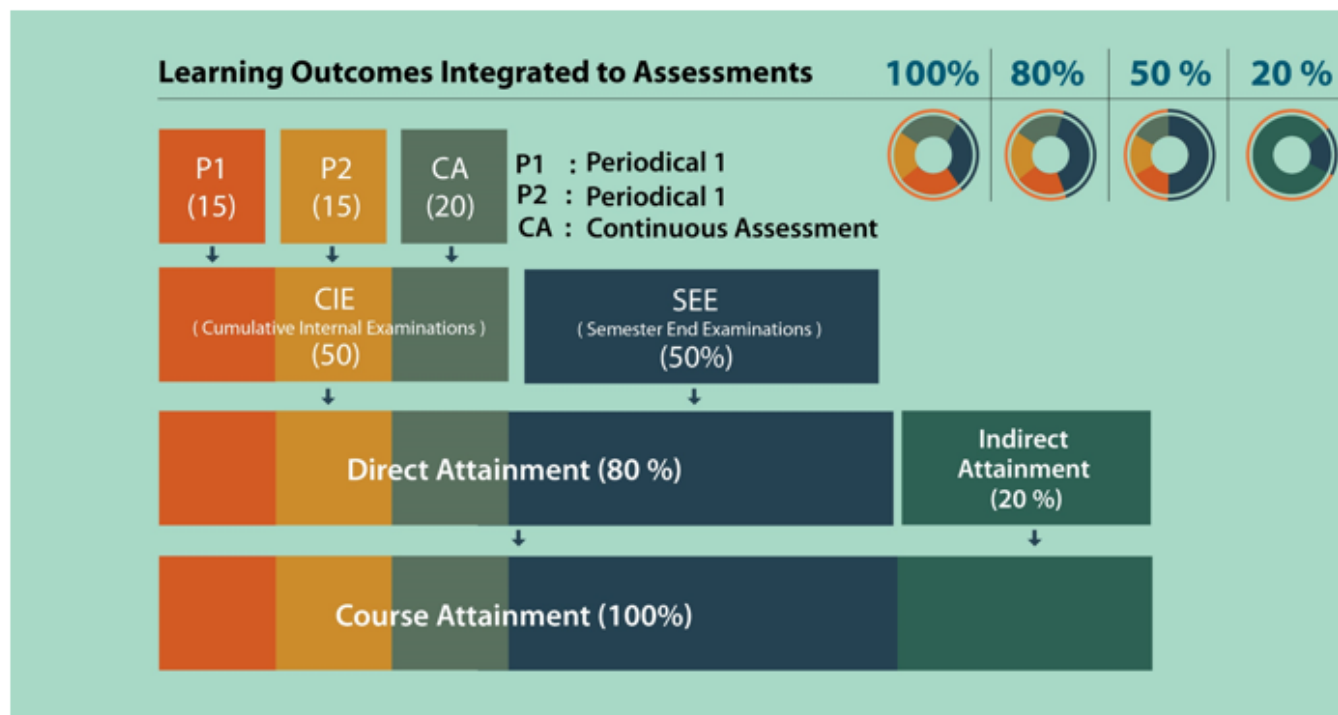 Learning Outcomes Integrated to Assessments
100% 80% 50 % 20 %
P1
(15)
P2
(15)
CA
(20)
P1 : Periodical 1
P2 : Periodical 1
CA : Continuous Assessment
CIE
( Cumulative Internal Examinations )
(50)
SEE
( Semester End Examinations )
(50%)
Direct Attainment (80 %)
Indirect
Attainment
(20 %)
Course Attainment (100%)